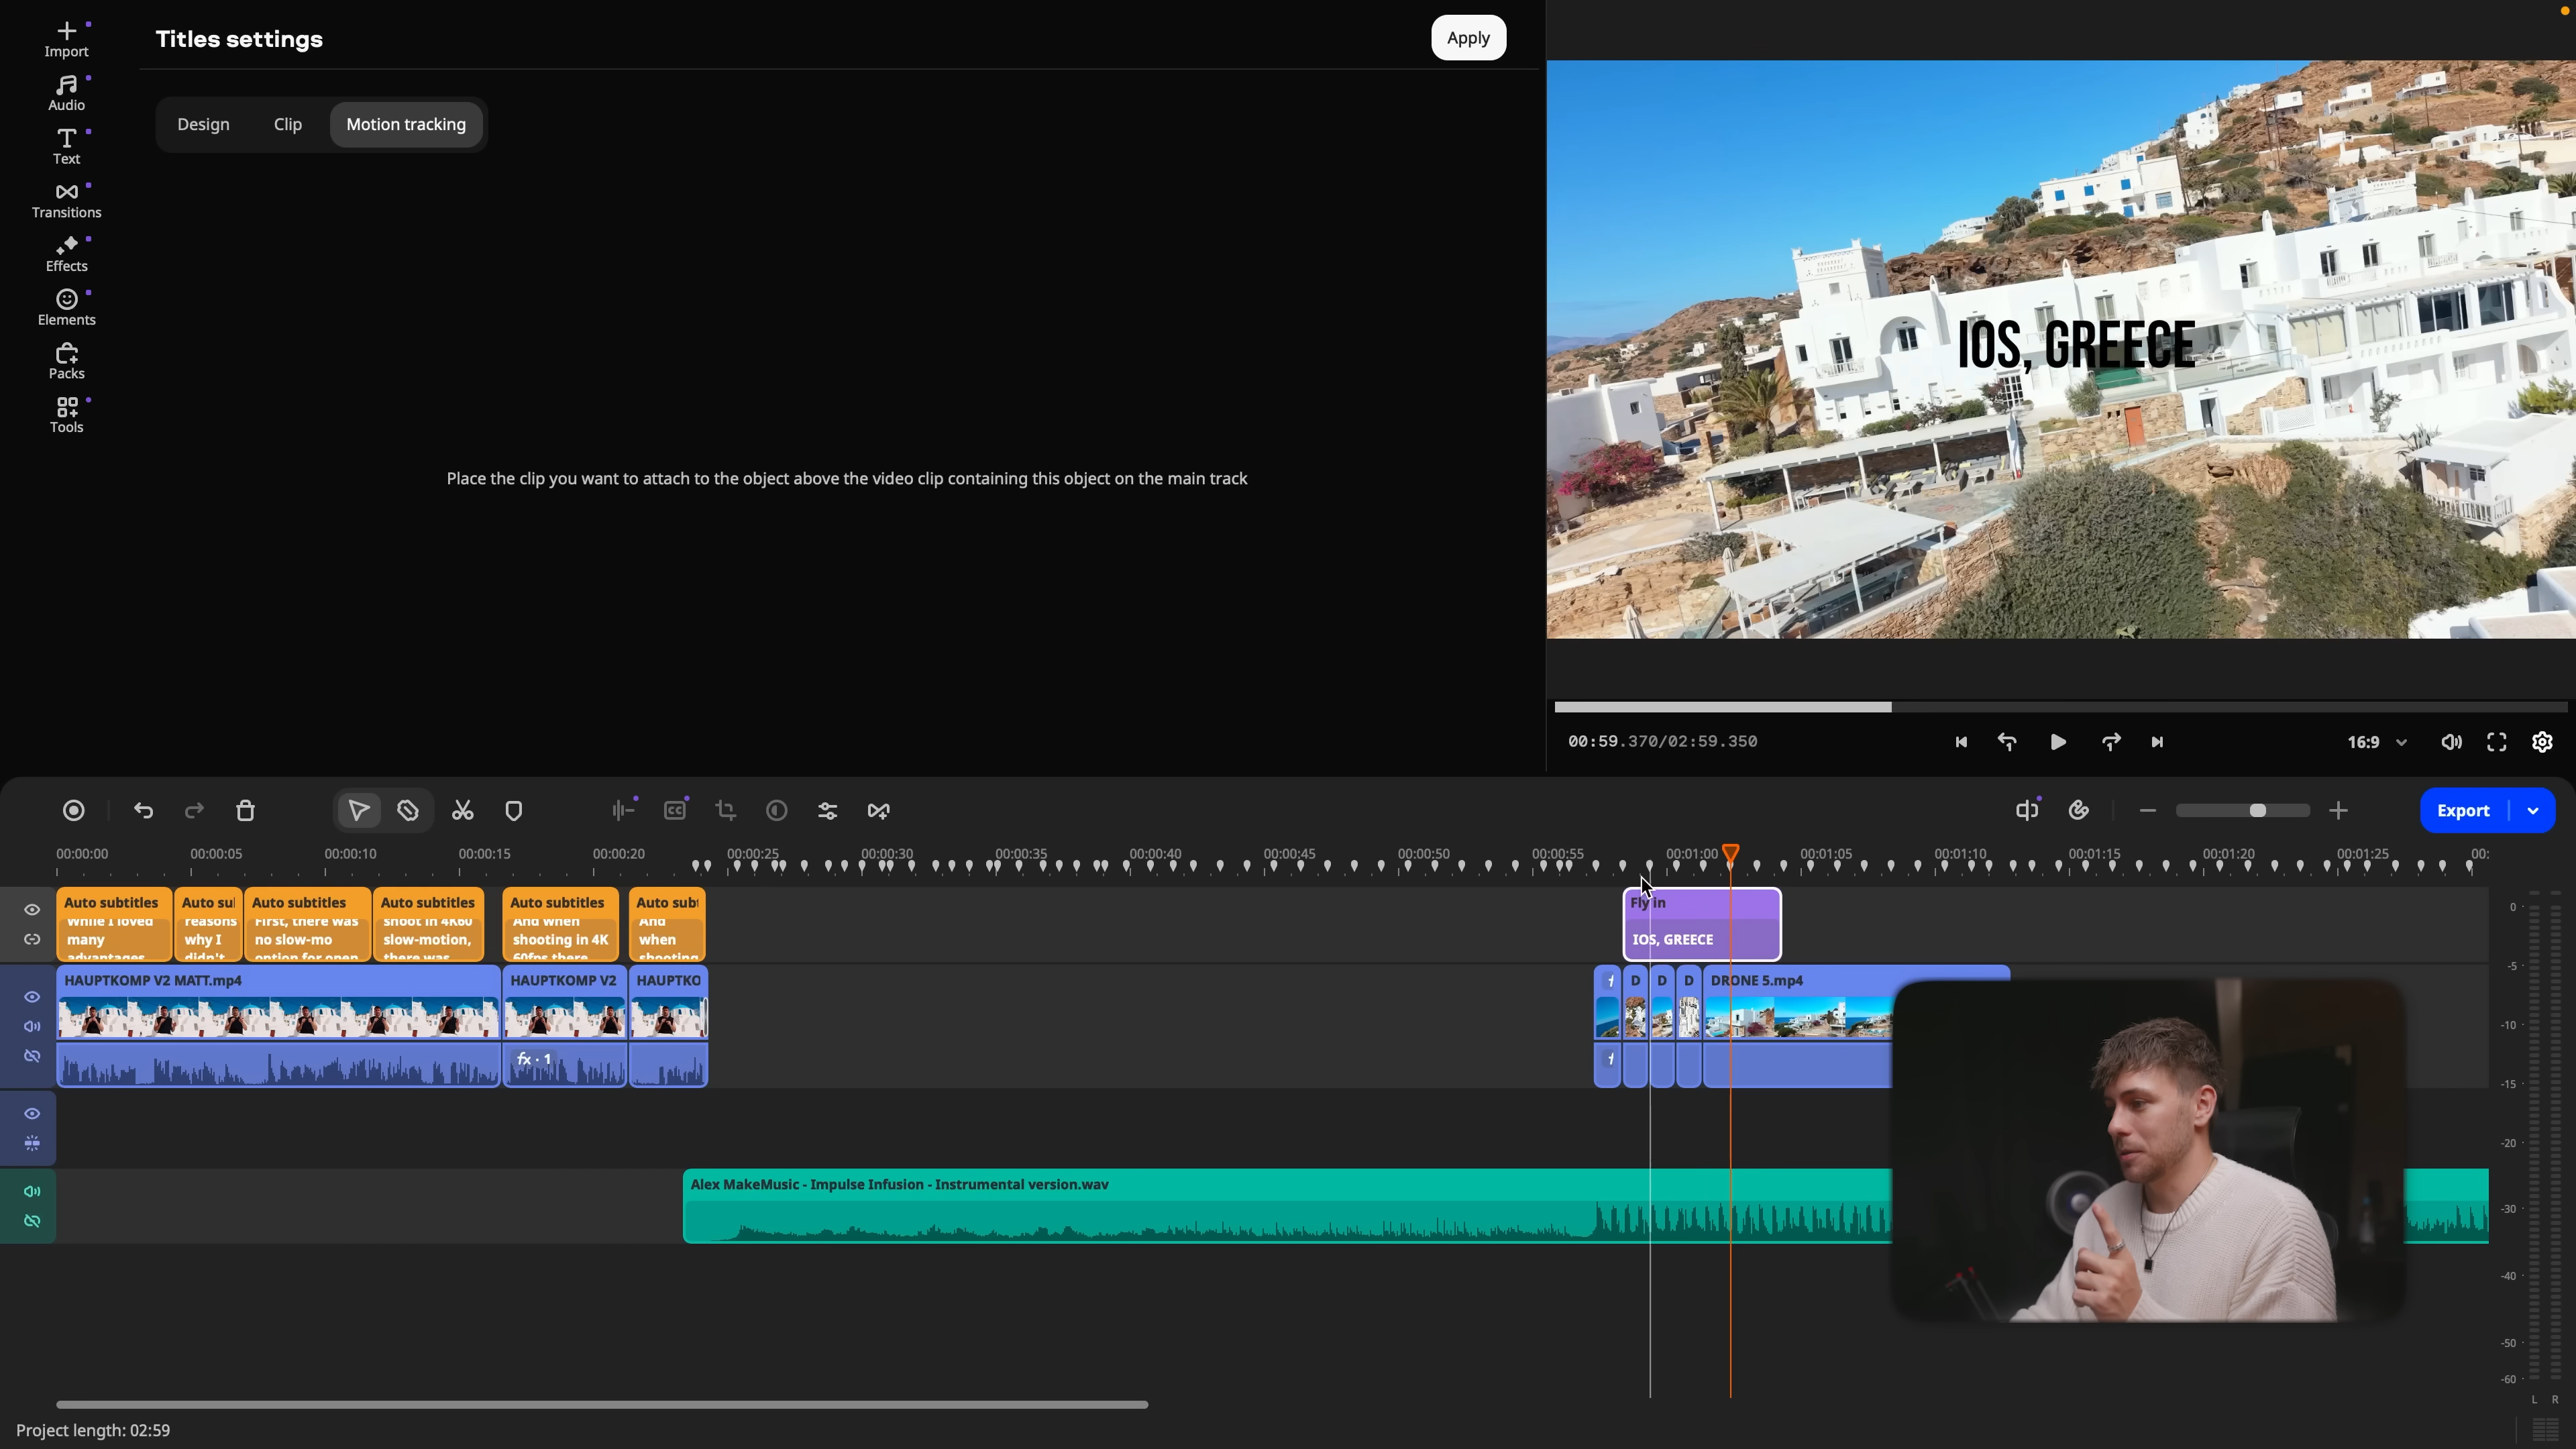 Import
Audio
Text
Transitions
Effects
Elements
Packs
Tools
Titles settings
Apply
Design
Clip
Motion tracking
Place the clip you want to attach to the object above the video clip containing this object on the main track
IOS, GREECE
00:59.370/02:59.350
16:9
Export
00:00:00
00:00:05
00:00:10
00:00:15
00:00:20
00:00:25
00:00:30
00:00:35
00:00:40
00:00:45
00:00:50
00:00:55
00:01:00
00:01:05
00:01:10
00:01:15
00:01:20
00:01:25
00:
Auto subtitles
While I loved
many
advantages
Auto sul
reasons
why I
didn't
Auto subtitles
First, there was
no slow-mo
option for open
Auto subtitles
shoot in 4K60
slow-motion,
there was
Auto subtitles
And when
shooting in 4K
60fps there
Auto subt
And
when
shooting
Fly in
IOS, GREECE
HAUPTKOMP V2 MATT.mp4
HAUPTKOMP V2
HAUPTKO
fx · 1
D
D
D
DRONE 5.mp4
Alex MakeMusic - Impulse Infusion - Instrumental version.wav
0
-5
-10
-15
-20
-30
-40
-50
-60
L R
Project length: 02:59